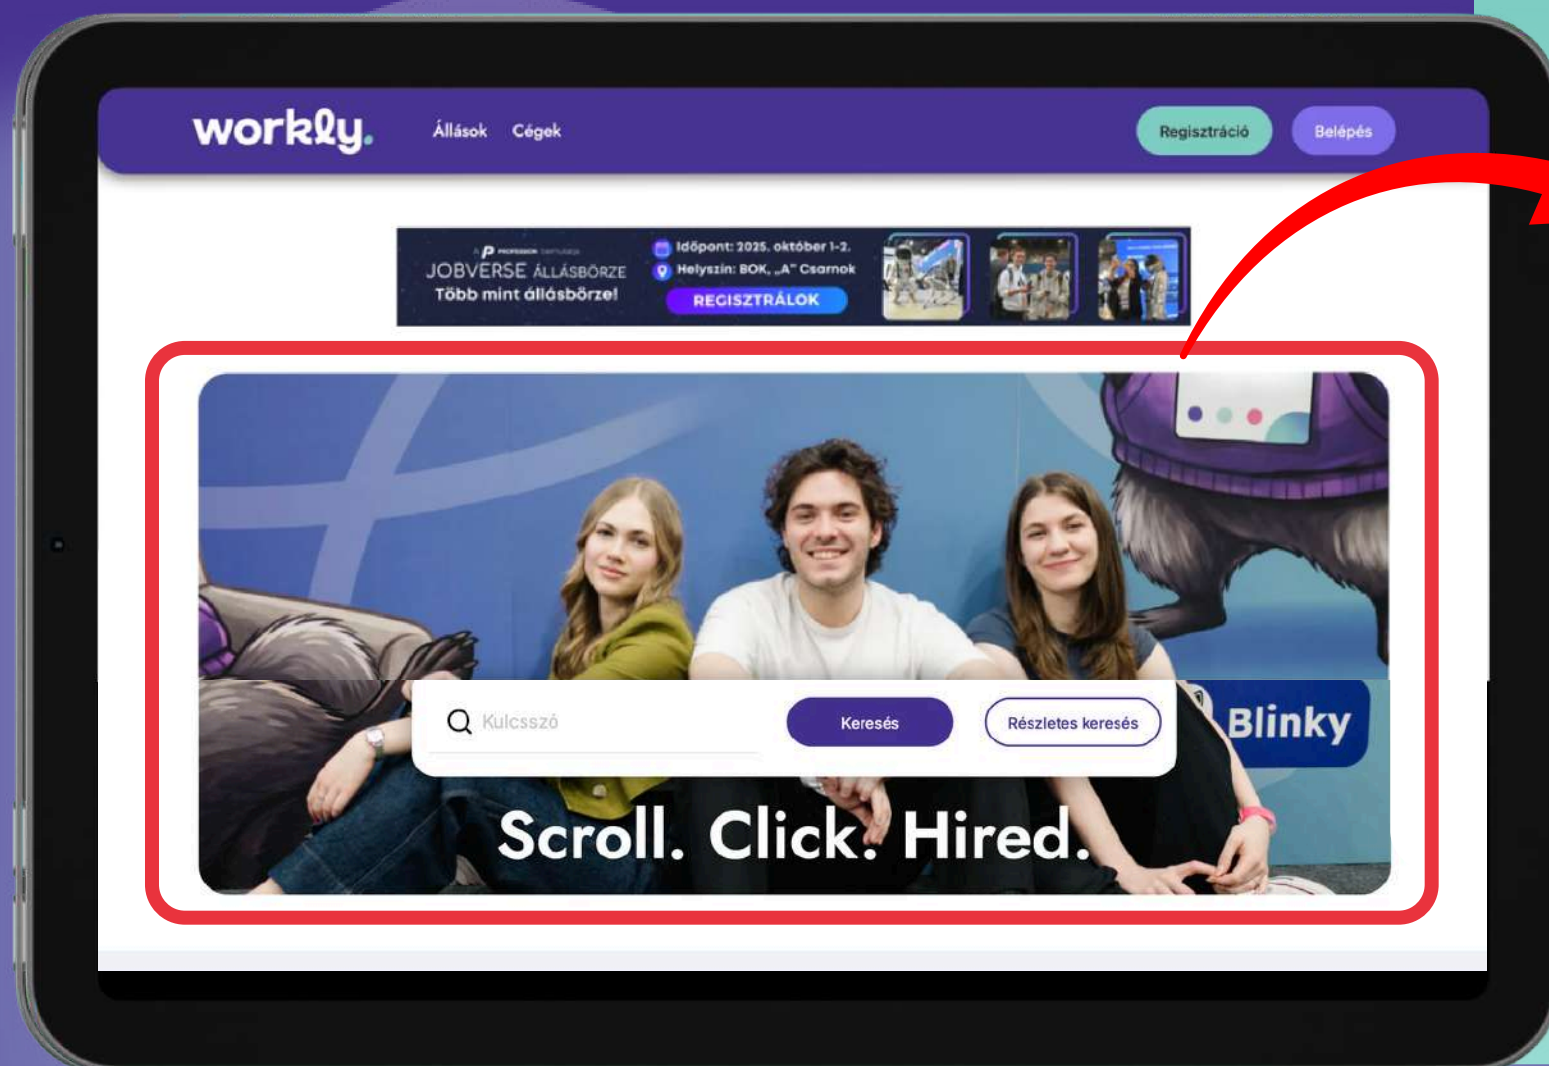 workly.
Állások Cégek
Regisztráció
Belépés
A PROFESSION
JOBVERSE ÁLLÁSBÖRZE
Több mint állásbörze!
Időpont: 2025. október 1-2.
Helyszín: BOK, „A” Csarnok
REGISZTRÁLOK
Kulcsszó
Keresés
Részletes keresés
Blinky
Scroll. Click. Hired.